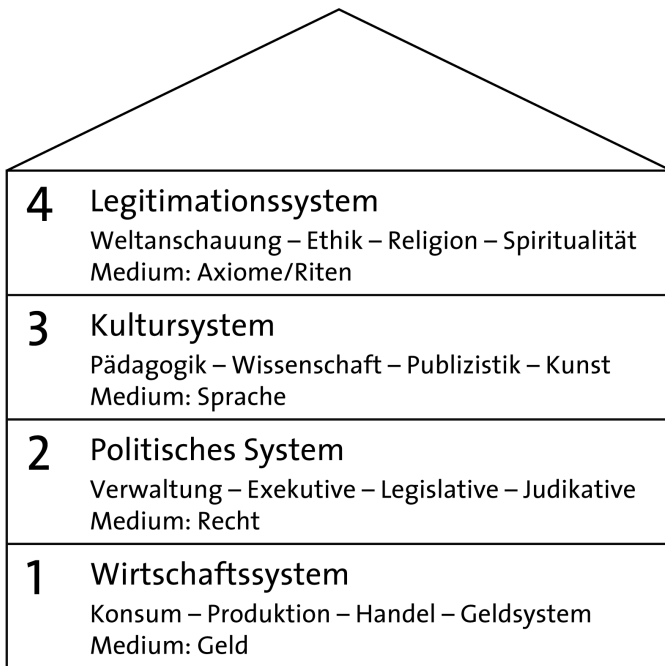 4 Legitimationssystem
Weltanschauung – Ethik – Religion – Spiritualität
Medium: Axiome/Riten
3 Kultursystem
Pädagogik – Wissenschaft – Publizistik – Kunst
Medium: Sprache
2 Politisches System
Verwaltung – Exekutive – Legislative – Judikative
Medium: Recht
1 Wirtschaftssystem
Konsum – Produktion – Handel – Geldsystem
Medium: Geld